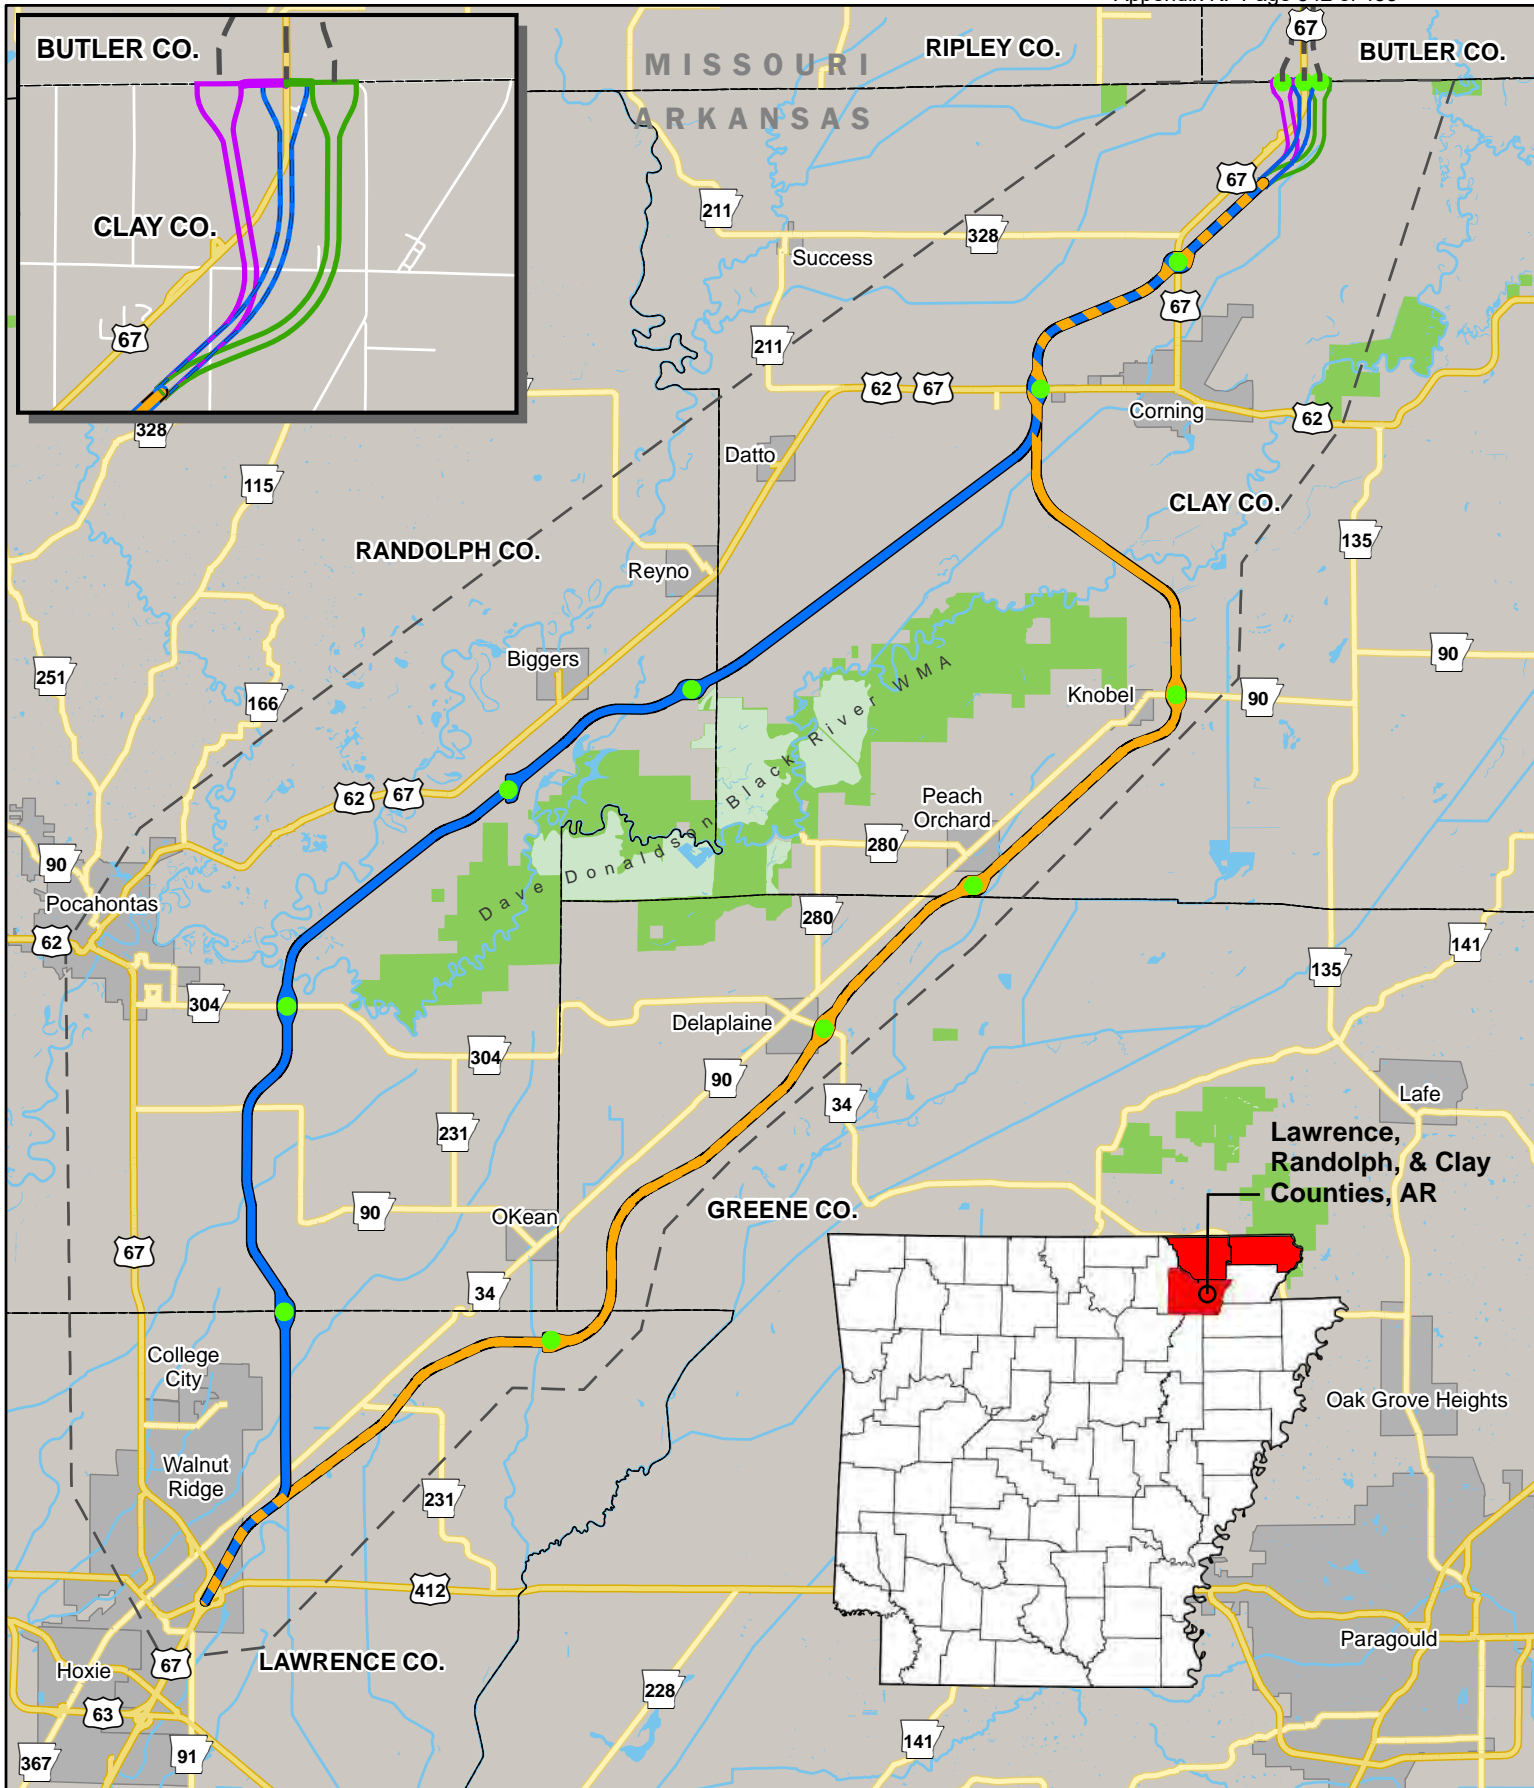 BUTLER CO.
CLAY CO.
67
MISSOURI
ARKANSAS
RIPLEY CO.
67
BUTLER CO.
211
328
67
Success
67
211
62
67
Corning
62
328
Datto
115
CLAY CO.
135
RANDOLPH CO.
Reyno
Biggers
251
166
90
Knobel
90
Dave Donaldson Black River WMA
62
67
Peach
Orchard
280
90
Pocahontas
62
280
141
135
304
Delaplaine
304
90
34
Lafe
231
Lawrence,
Randolph, & Clay
Counties, AR
90
OKean
GREENE CO.
67
34
College
City
Oak Grove Heights
Walnut
Ridge
231
412
Paragould
LAWRENCE CO.
67
Hoxie
63
228
91
367
141